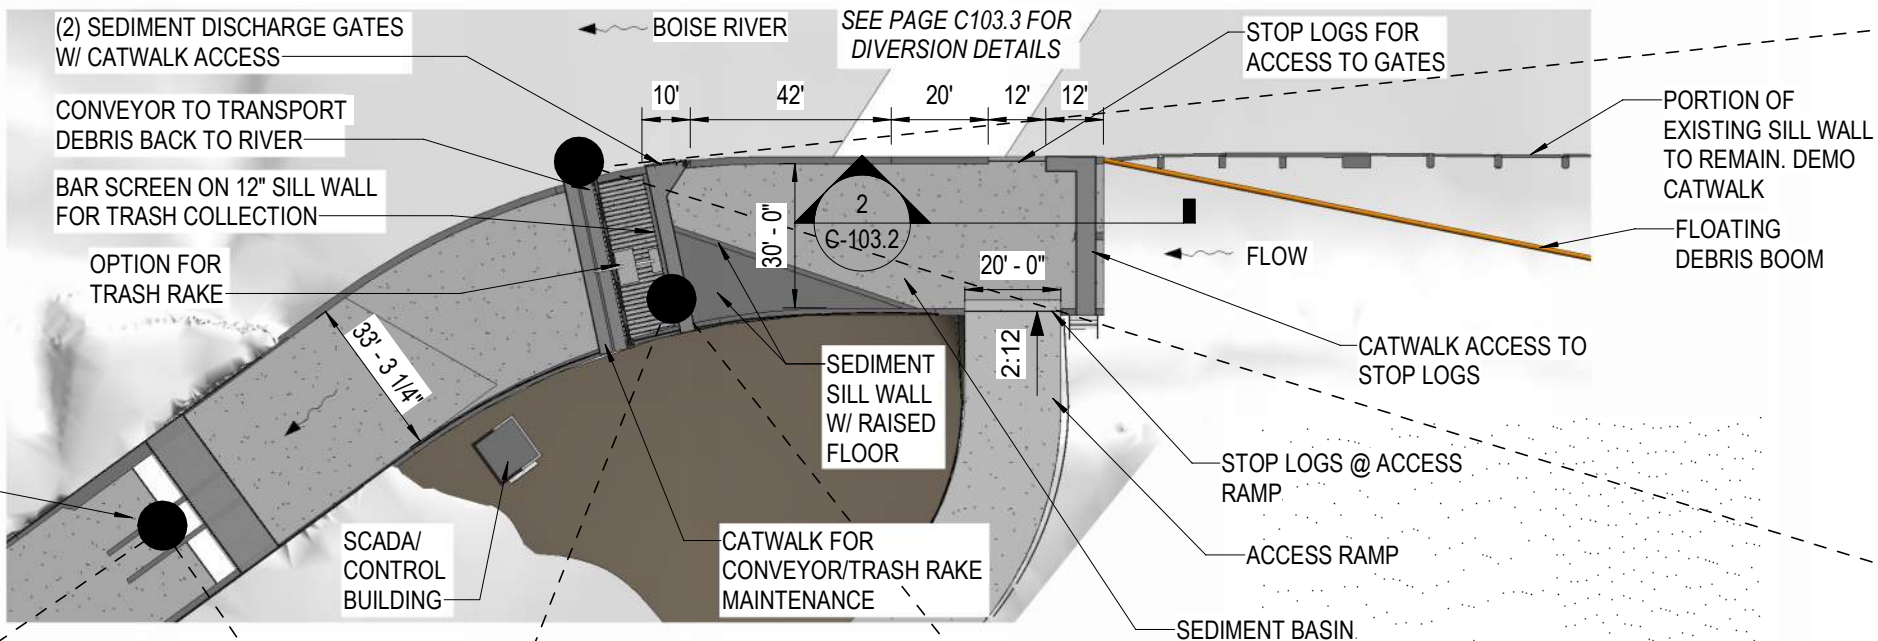 (2) SEDIMENT DISCHARGE GATES
W/ CATWALK ACCESS
BOISE RIVER
SEE PAGE C103.3 FOR
DIVERSION DETAILS
STOP LOGS FOR
ACCESS TO GATES
CONVEYOR TO TRANSPORT
DEBRIS BACK TO RIVER
10'
42'
20'
12'
12'
PORTION OF
EXISTING SILL WALL
TO REMAIN. DEMO
CATWALK
BAR SCREEN ON 12" SILL WALL
FOR TRASH COLLECTION
2
C-103.2
30' - 0"
FLOATING
DEBRIS BOOM
FLOW
OPTION FOR
TRASH RAKE
20' - 0"
33' - 3 1/4"
2:12
SEDIMENT
SILL WALL
W/ RAISED
FLOOR
CATWALK ACCESS TO
STOP LOGS
STOP LOGS @ ACCESS
RAMP
SCADA/
CONTROL
BUILDING
CATWALK FOR
CONVEYOR/TRASH RAKE
MAINTENANCE
ACCESS RAMP
SEDIMENT BASIN